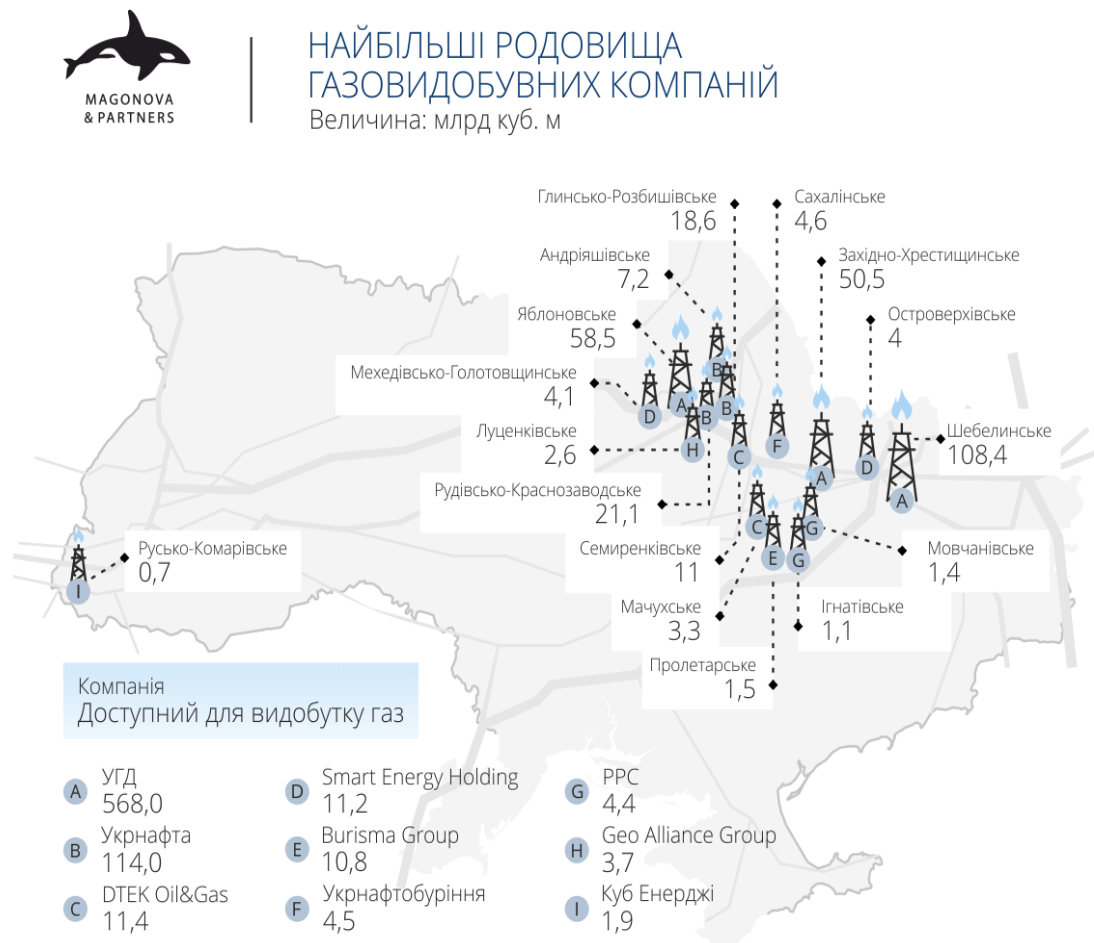 MAGONOVA
& PARTNERS
НАЙБІЛЬШІ РОДОВИЩА
ГАЗОВИДОБУВНИХ КОМПАНІЙ
Величина: млрд куб. м
Глинсько-Розбишівське
18,6
Сахалінське
4,6
Андріяшівське
7,2
Західно-Хрестищинське
50,5
Яблоновське
58,5
Островерхівське
4
Мехедівсько-Голотовщинське
4,1
Луценківське
2,6
Шебелинське
108,4
Рудівсько-Краснозаводське
21,1
Русько-Комарівське
0,7
Семиренківське
11
Мовчанівське
1,4
Мачухське
3,3
Ігнатівське
1,1
Пролетарське
1,5
B
D
A
B
B
H
C
F
A
D
A
C
G
E
G
I
Компанія
Доступний для видобутку газ
A УГД
568,0
B Укрнафта
114,0
C DTEK Oil&Gas
11,4
D Smart Energy Holding
11,2
E Burisma Group
10,8
F Укрнафтобуріння
4,5
G PPC
4,4
H Geo Alliance Group
3,7
I Куб Енерджі
1,9